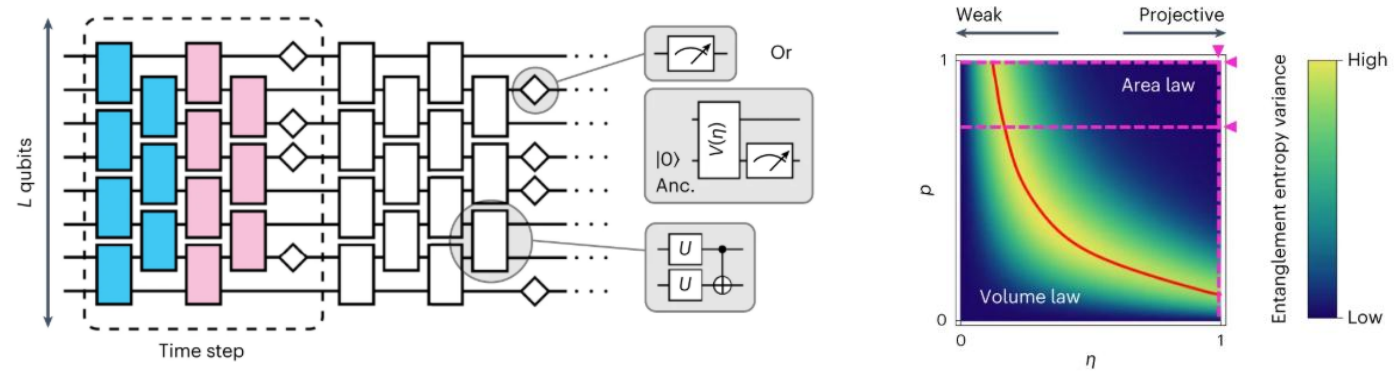 L qubits
Time step
Or
V(η)
|0⟩
Anc.
U
U
Weak
Projective
1
p
0
Area law
Volume law
0
1
η
Entanglement entropy variance
High
Low